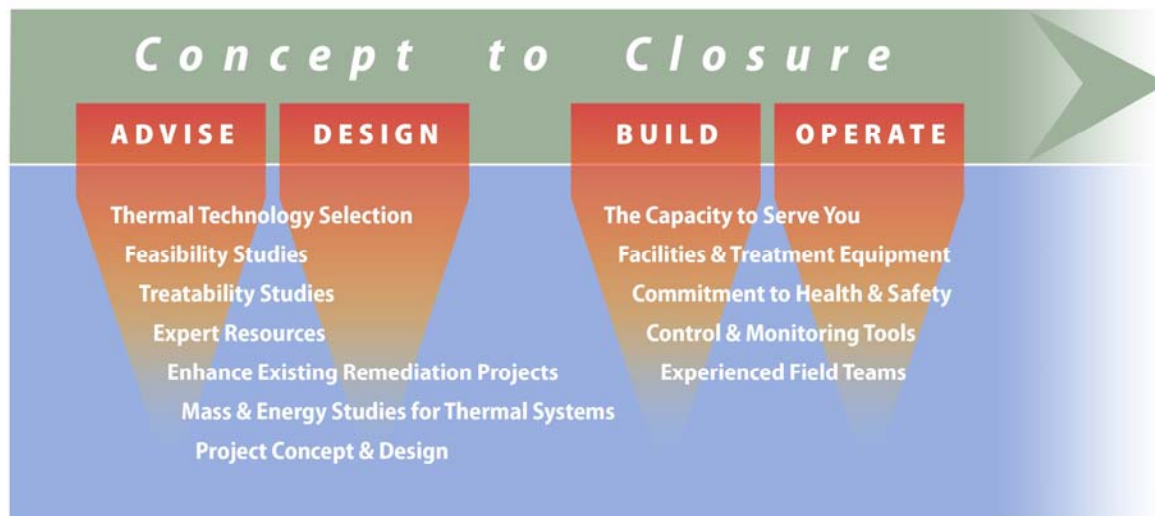 Concept to Closure
ADVISE DESIGN BUILD OPERATE
Thermal Technology Selection
Feasibility Studies
Treatability Studies
Expert Resources
Enhance Existing Remediation Projects
Mass & Energy Studies for Thermal Systems
Project Concept & Design
The Capacity to Serve You
Facilities & Treatment Equipment
Commitment to Health & Safety
Control & Monitoring Tools
Experienced Field Teams